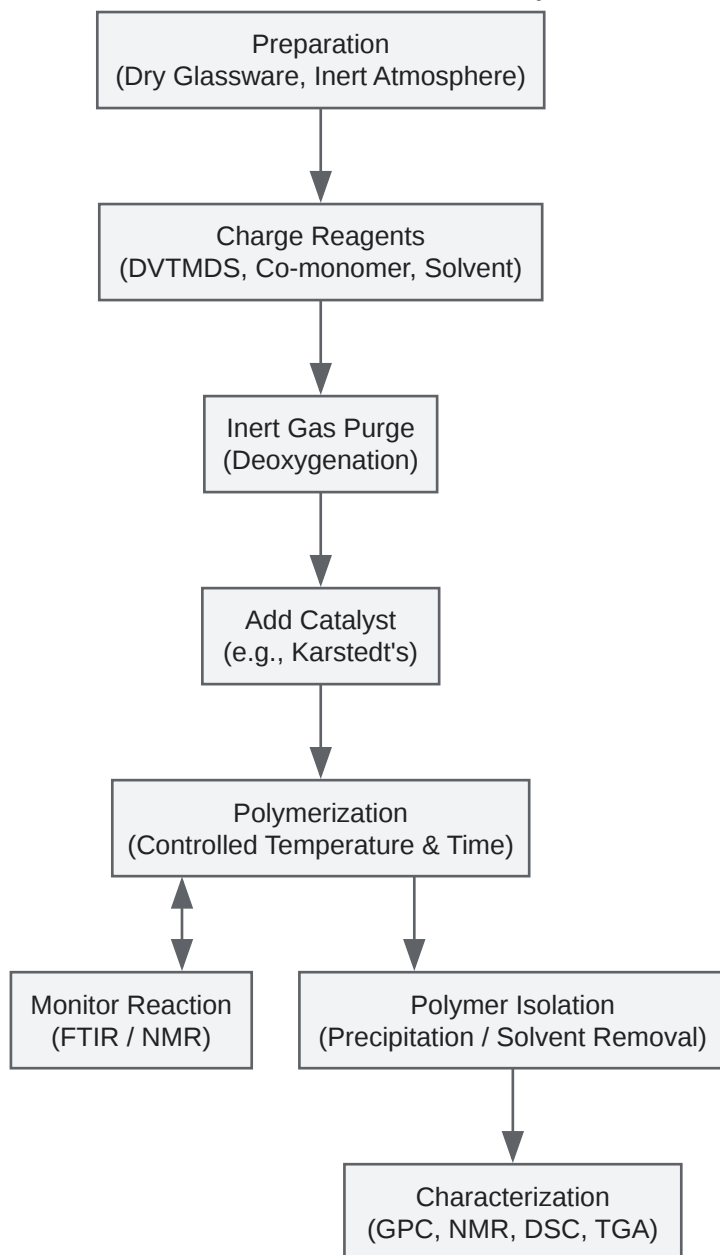 Preparation
(Dry Glassware, Inert Atmosphere)
Charge Reagents
(DVTMDS, Co-monomer, Solvent)
Inert Gas Purge
(Deoxygenation)
Add Catalyst
(e.g., Karstedt's)
Polymerization
(Controlled Temperature & Time)
Monitor Reaction
(FTIR / NMR)
Polymer Isolation
(Precipitation / Solvent Removal)
Characterization
(GPC, NMR, DSC, TGA)